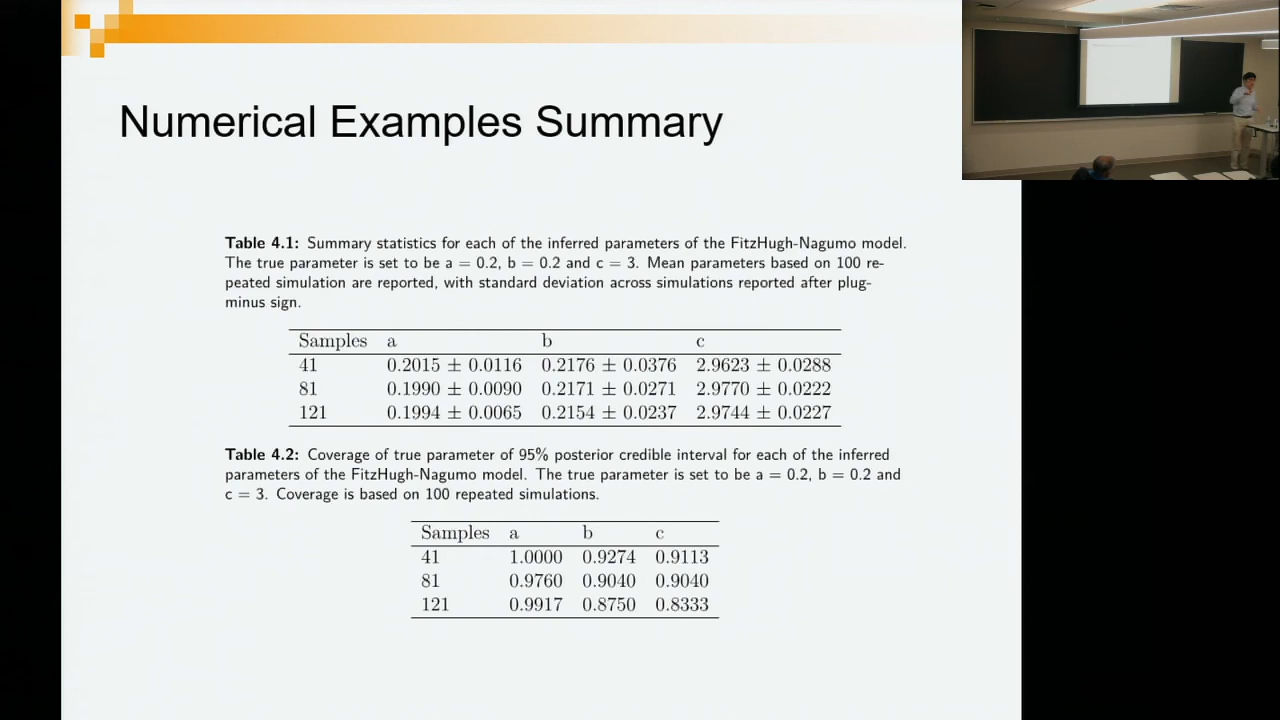 Numerical Examples Summary
Table 4.1: Summary statistics for each of the inferred parameters of the FitzHugh-Nagumo model.
The true parameter is set to be a = 0.2, b = 0.2 and c = 3. Mean parameters based on 100 re-
peated simulation are reported, with standard deviation across simulations reported after plug-
minus sign.
Samples a b c
41 0.2015 ± 0.0116 0.2176 ± 0.0376 2.9623 ± 0.0288
81 0.1990 ± 0.0090 0.2171 ± 0.0271 2.9770 ± 0.0222
121 0.1994 ± 0.0065 0.2154 ± 0.0237 2.9744 ± 0.0227
Table 4.2: Coverage of true parameter of 95% posterior credible interval for each of the inferred
parameters of the FitzHugh-Nagumo model. The true parameter is set to be a = 0.2, b = 0.2 and
c = 3. Coverage is based on 100 repeated simulations.
Samples a b c
41 1.0000 0.9274 0.9113
81 0.9760 0.9040 0.9040
121 0.9917 0.8750 0.8333